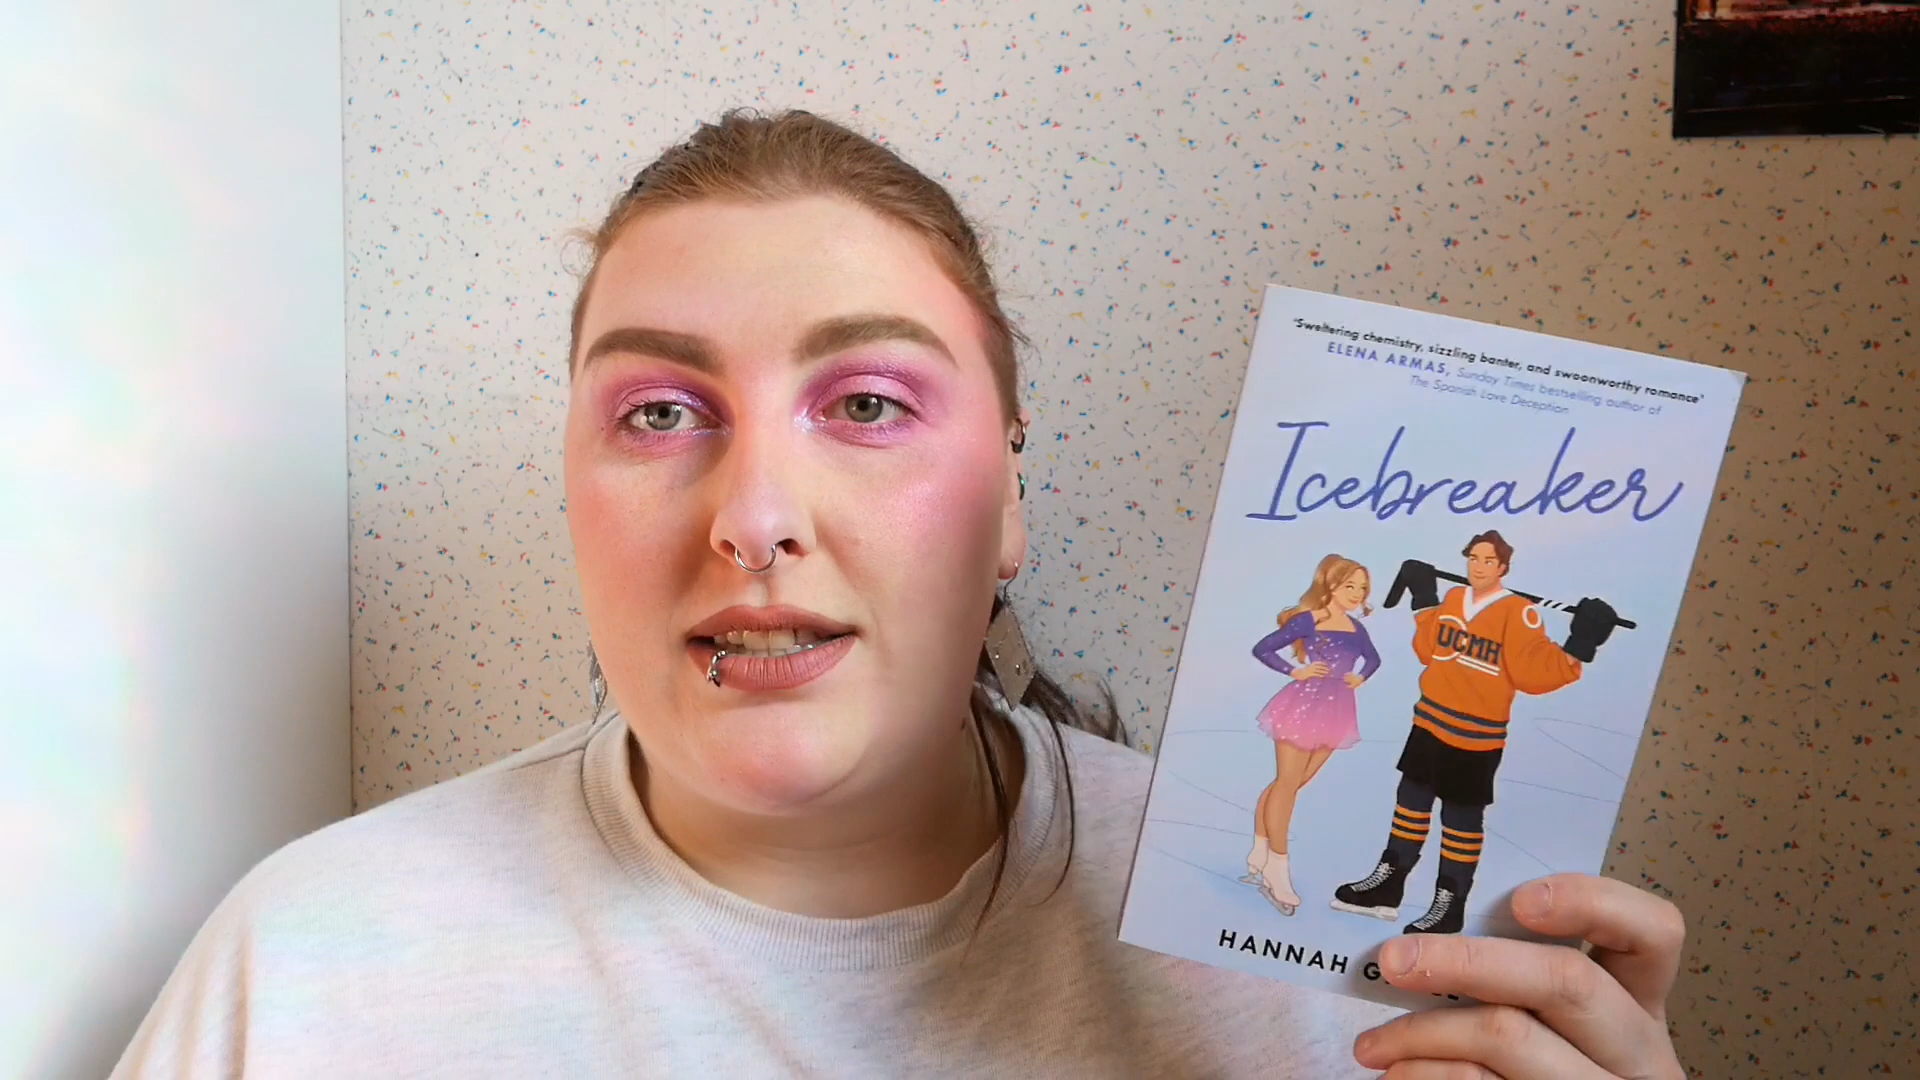 'Sweltering chemistry, sizzling banter, and swoonworthy romance'
ELENA ARMAS, Sunday Times bestselling author of
The Spanish Love Deception
Icebreaker
UCMH
HANNAH